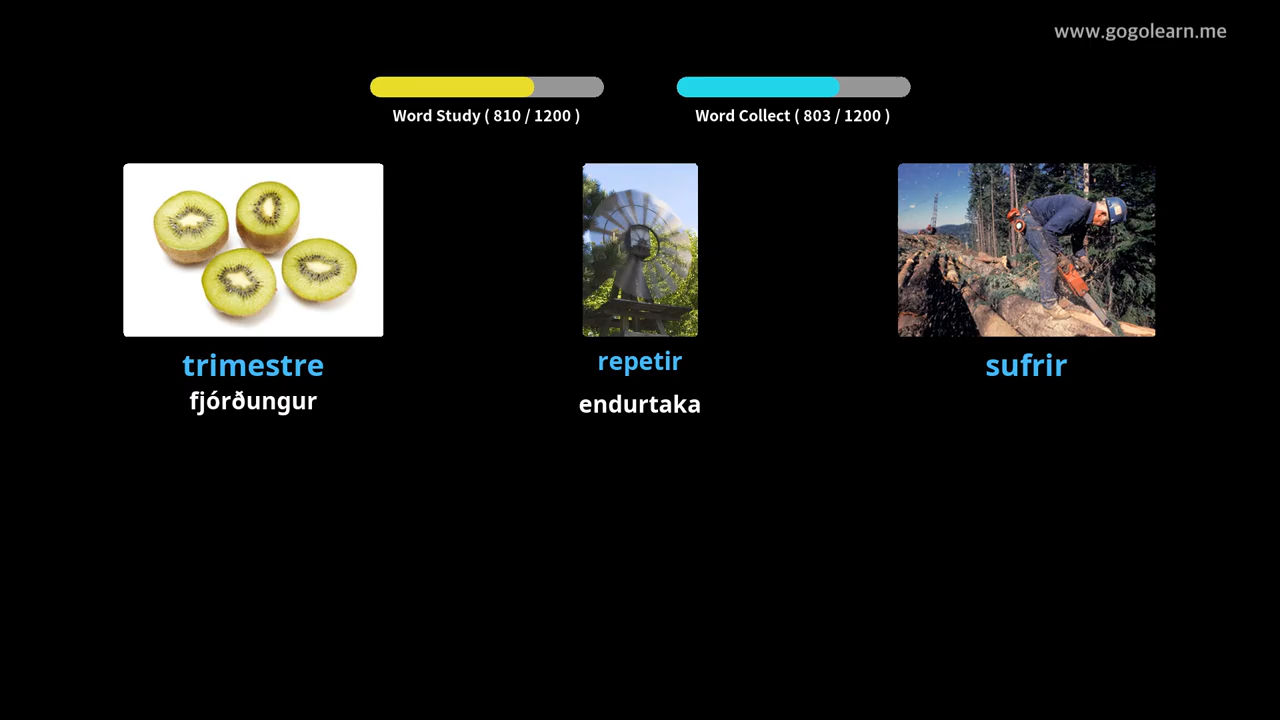 www.gogolearn.me
Word Study ( 810 / 1200 )
Word Collect ( 803 / 1200 )
trimestre
fjórðungur
repetir
endurtaka
sufrir